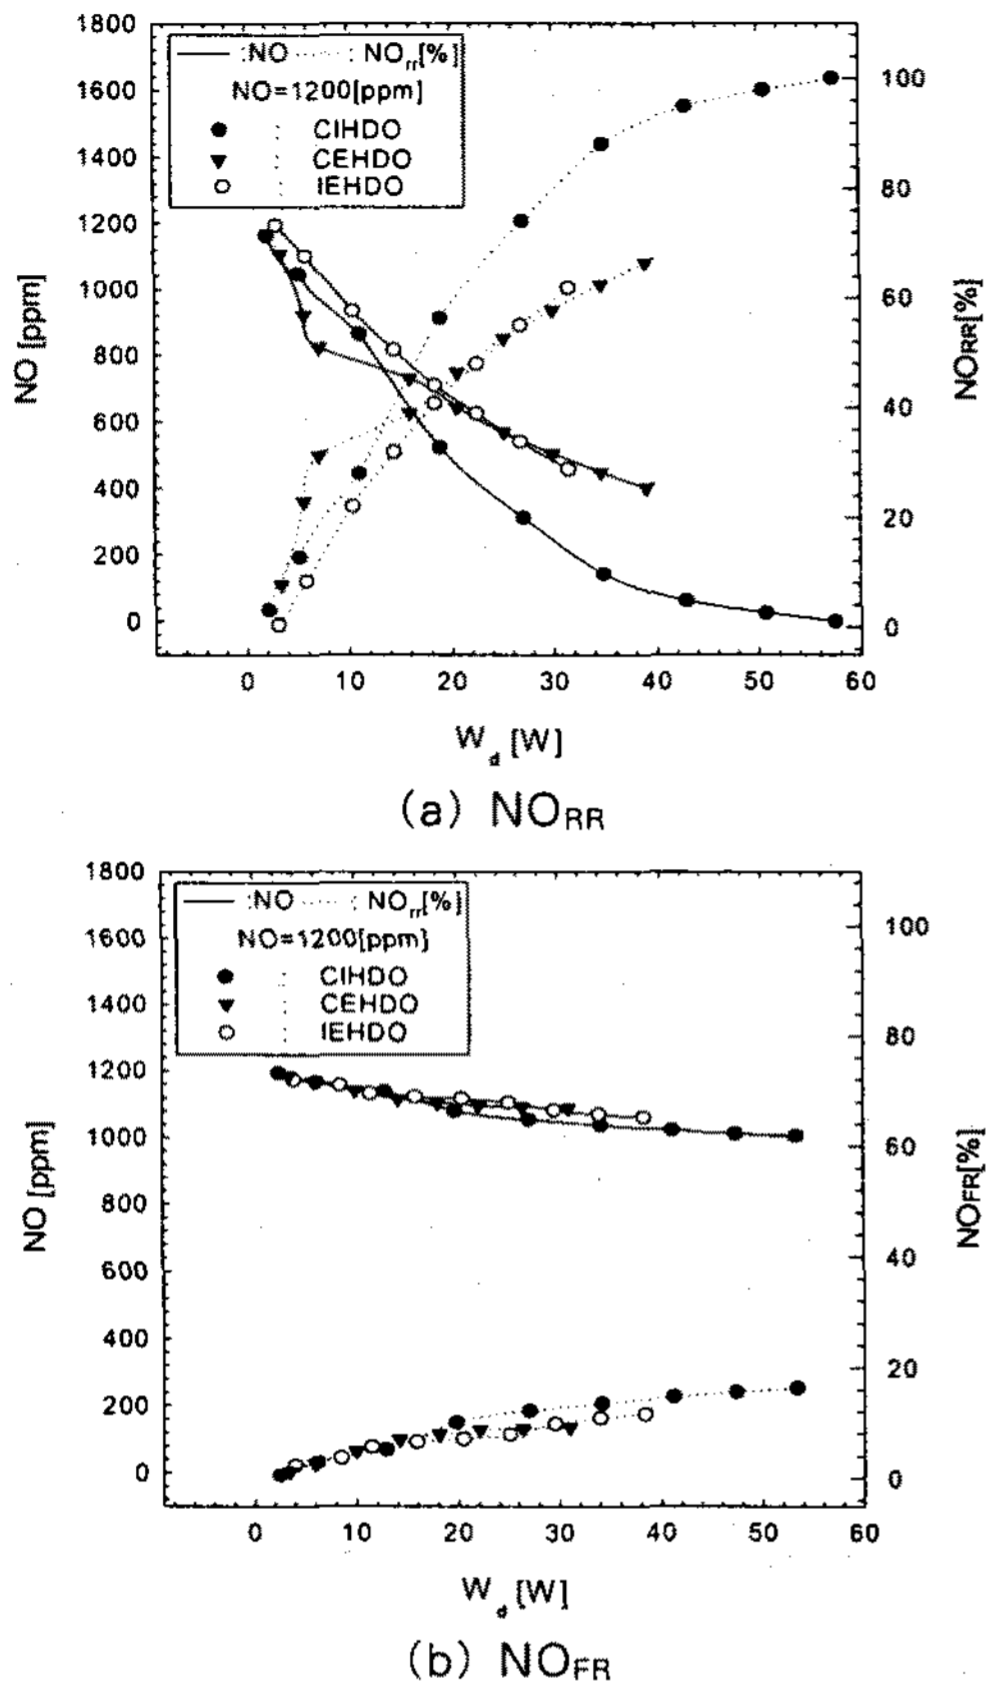 1800
1600
1400
1200
1000
800
600
400
200
0
NO [ppm]
:NO : NOrr[%]
NO=1200[ppm]
CIHDO
CEHDO
IEHDO
100
80
60
40
20
0
NORR[%]
0 10 20 30 40 50 60
Wd [W]
(a) NORR
1800
1600
1400
1200
1000
800
600
400
200
0
NO [ppm]
:NO : NOrr[%]
NO=1200[ppm]
CIHDO
CEHDO
IEHDO
100
80
60
40
20
0
NOFR[%]
0 10 20 30 40 50 60
Wd [W]
(b) NOFR